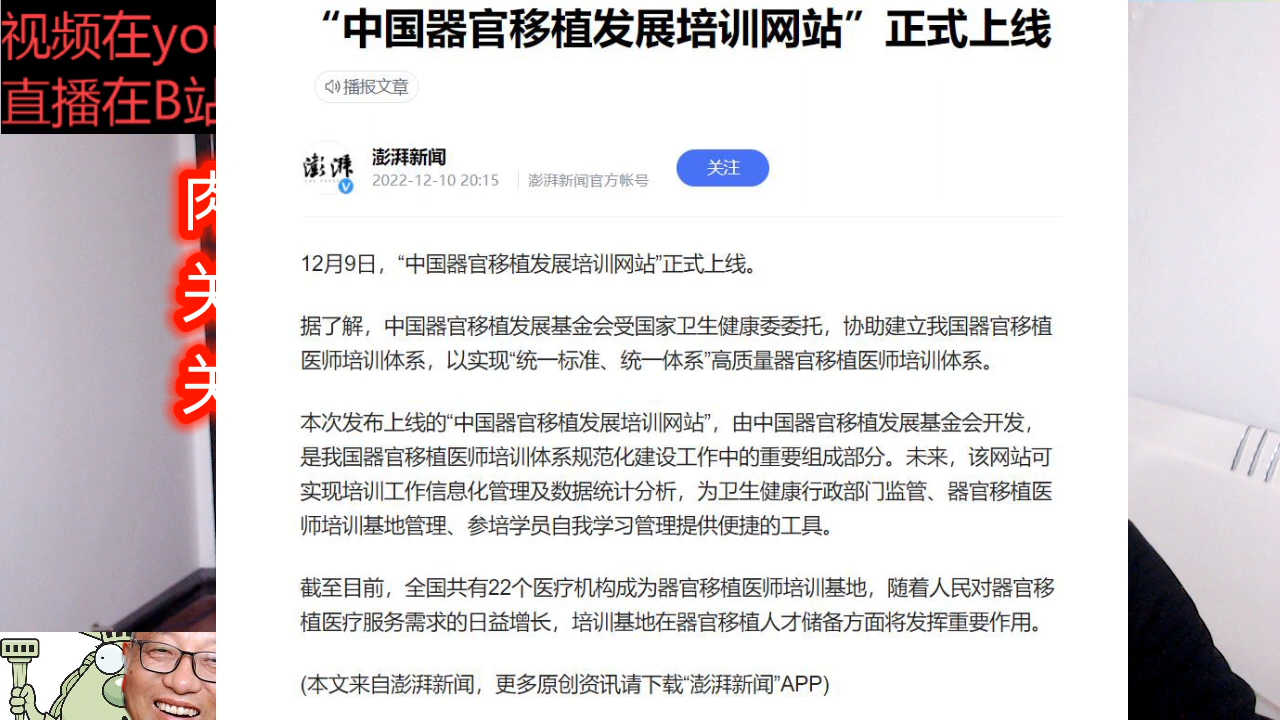 视频在you
直播在B站
肉
关
关
“中国器官移植发展培训网站”正式上线
播报文章
澎湃
澎湃新闻
2022-12-10 20:15
澎湃新闻官方帐号
关注
12月9日，“中国器官移植发展培训网站”正式上线。
据了解，中国器官移植发展基金会受国家卫生健康委委托，协助建立我国器官移植
医师培训体系，以实现“统一标准、统一体系”高质量器官移植医师培训体系。
本次发布上线的“中国器官移植发展培训网站”，由中国器官移植发展基金会开发，
是我国器官移植医师培训体系规范化建设工作中的重要组成部分。未来，该网站可
实现培训工作信息化管理及数据统计分析，为卫生健康行政部门监管、器官移植医
师培训基地管理、参培学员自我学习管理提供便捷的工具。
截至目前，全国共有22个医疗机构成为器官移植医师培训基地，随着人民对器官移
植医疗服务需求的日益增长，培训基地在器官移植人才储备方面将发挥重要作用。
(本文来自澎湃新闻，更多原创资讯请下载“澎湃新闻”APP)